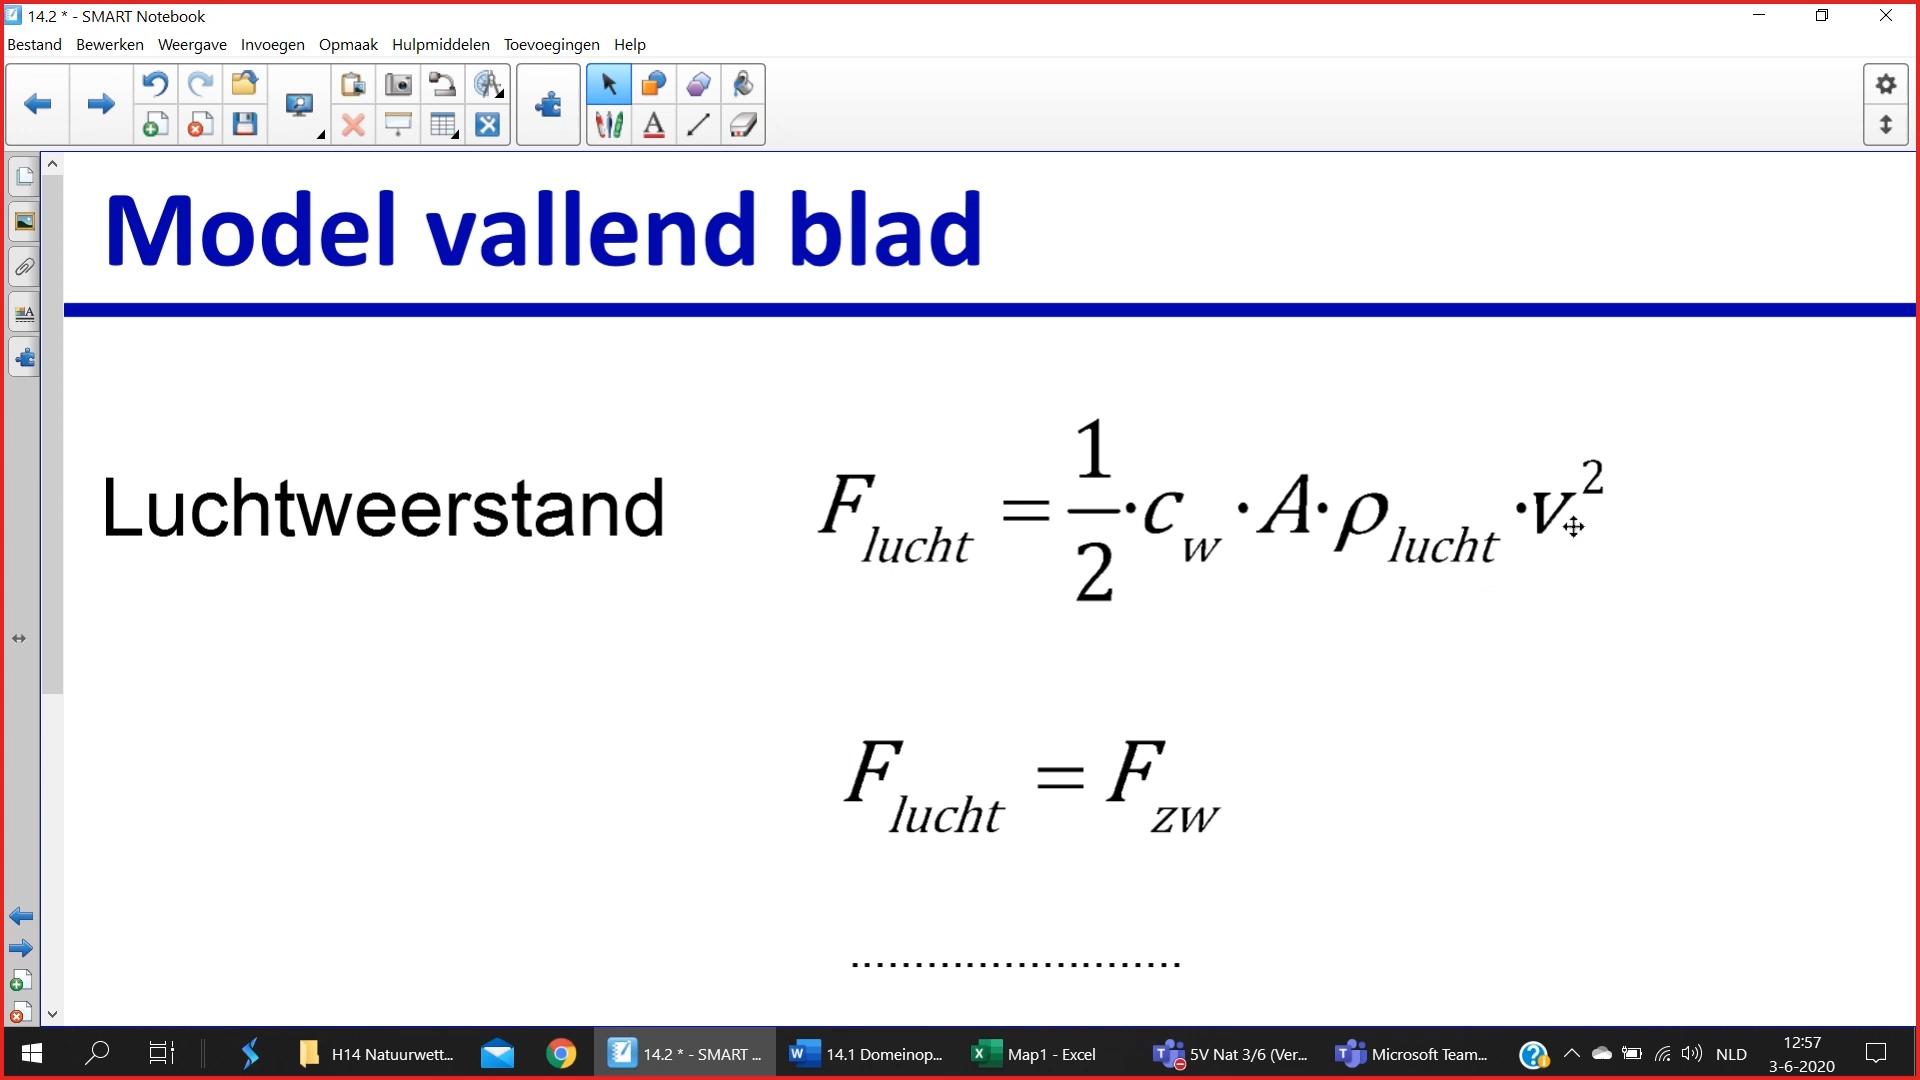 14.2 * - SMART Notebook
Bestand Bewerken Weergave Invoegen Opmaak Hulpmiddelen Toevoegingen Help
Model vallend blad
Luchtweerstand F_lucht = 1/2 · c_w · A · ρ_lucht · v²
F_lucht = F_zw
..........................
H14 Natuurwett... 14.2 * - SMART ... 14.1 Domeinop... Map1 - Excel 5V Nat 3/6 (Ver... Microsoft Team... NLD 12:57
3-6-2020